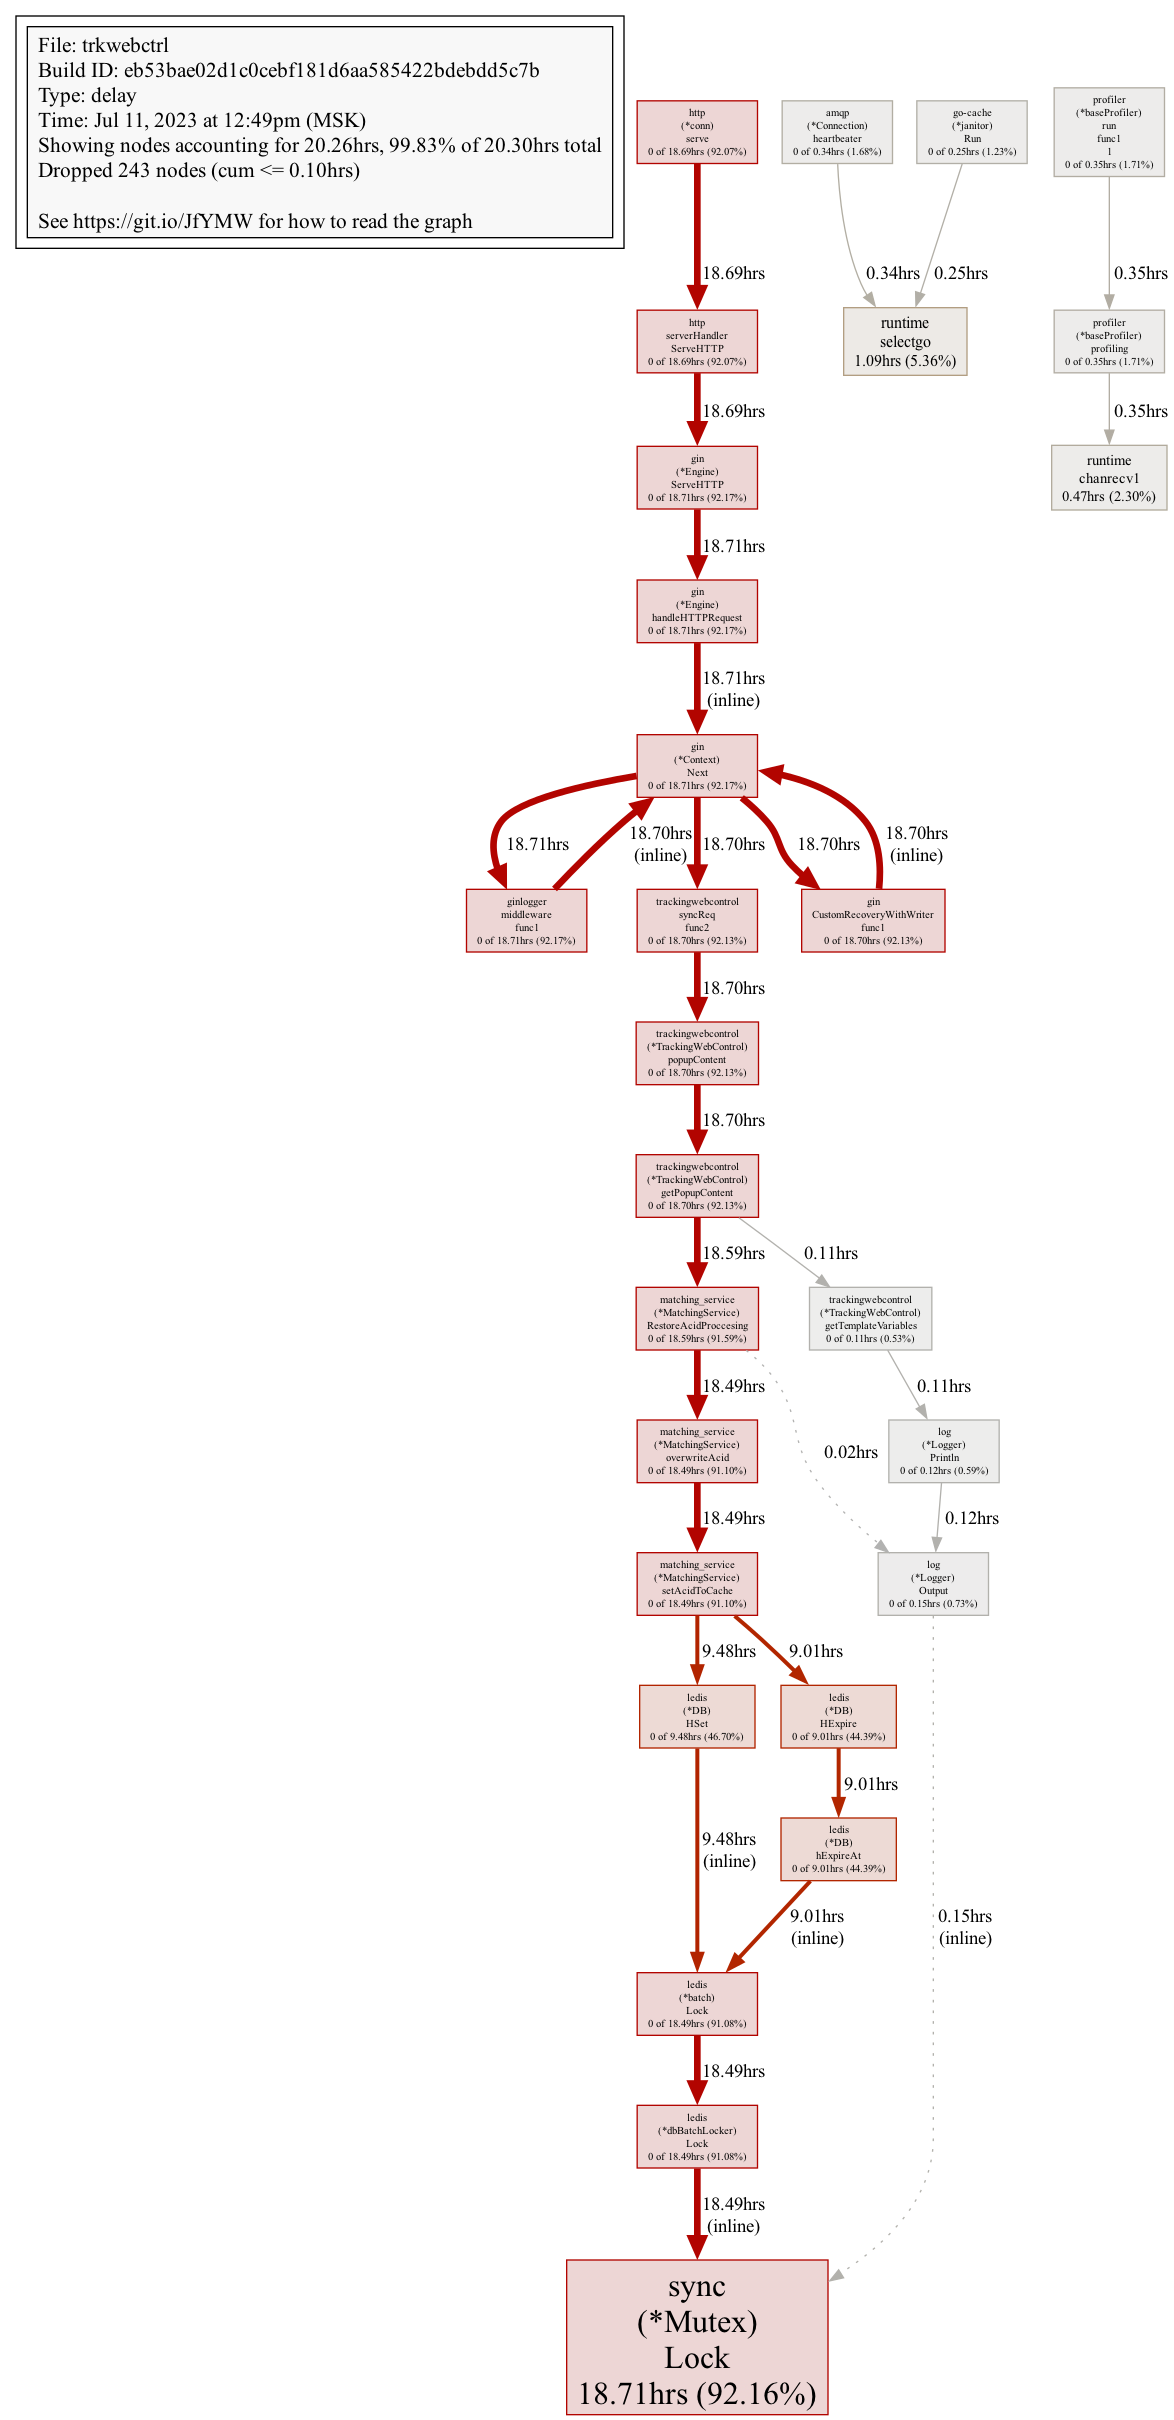 File: trkwebctrl
Build ID: eb53bae02d1c0cebf181d6aa585422bdebdd5c7b
Type: delay
Time: Jul 11, 2023 at 12:49pm (MSK)
Showing nodes accounting for 20.26hrs, 99.83% of 20.30hrs total
Dropped 243 nodes (cum <= 0.10hrs)
See https://git.io/JfYMW for how to read the graph
http
(*conn)
serve
0 of 18.69hrs (92.07%)
amqp
(*Connection)
heartbeater
0 of 0.34hrs (1.68%)
go-cache
(*janitor)
Run
0 of 0.25hrs (1.23%)
profiler
(*baseProfiler)
run
func1
1
0 of 0.35hrs (1.71%)
18.69hrs
0.34hrs
0.25hrs
0.35hrs
http
serverHandler
ServeHTTP
0 of 18.69hrs (92.07%)
runtime
selectgo
1.09hrs (5.36%)
profiler
(*baseProfiler)
profiling
0 of 0.35hrs (1.71%)
18.69hrs
0.35hrs
gin
(*Engine)
ServeHTTP
0 of 18.71hrs (92.17%)
runtime
chanrecv1
0.47hrs (2.30%)
18.71hrs
gin
(*Engine)
handleHTTPRequest
0 of 18.71hrs (92.17%)
18.71hrs
(inline)
gin
(*Context)
Next
0 of 18.71hrs (92.17%)
18.71hrs
18.70hrs
(inline)
18.70hrs
18.70hrs
18.70hrs
(inline)
ginlogger
middleware
func1
0 of 18.71hrs (92.17%)
trackingwebcontrol
syncReq
func2
0 of 18.70hrs (92.13%)
gin
CustomRecoveryWithWriter
func1
0 of 18.70hrs (92.13%)
18.70hrs
trackingwebcontrol
(*TrackingWebControl)
popupContent
0 of 18.70hrs (92.13%)
18.70hrs
trackingwebcontrol
(*TrackingWebControl)
getPopupContent
0 of 18.70hrs (92.13%)
18.59hrs
0.11hrs
matching_service
(*MatchingService)
RestoreAcidProccesing
0 of 18.59hrs (91.59%)
trackingwebcontrol
(*TrackingWebControl)
getTemplateVariables
0 of 0.11hrs (0.53%)
18.49hrs
0.11hrs
matching_service
(*MatchingService)
overwriteAcid
0 of 18.49hrs (91.10%)
0.02hrs
log
(*Logger)
Println
0 of 0.12hrs (0.59%)
18.49hrs
0.12hrs
matching_service
(*MatchingService)
setAcidToCache
0 of 18.49hrs (91.10%)
log
(*Logger)
Output
0 of 0.15hrs (0.73%)
9.48hrs
9.01hrs
ledis
(*DB)
HSet
0 of 9.48hrs (46.70%)
ledis
(*DB)
HExpire
0 of 9.01hrs (44.39%)
9.01hrs
9.48hrs
(inline)
ledis
(*DB)
hExpireAt
0 of 9.01hrs (44.39%)
9.01hrs
(inline)
0.15hrs
(inline)
ledis
(*batch)
Lock
0 of 18.49hrs (91.08%)
18.49hrs
ledis
(*dbBatchLocker)
Lock
0 of 18.49hrs (91.08%)
18.49hrs
(inline)
sync
(*Mutex)
Lock
18.71hrs (92.16%)